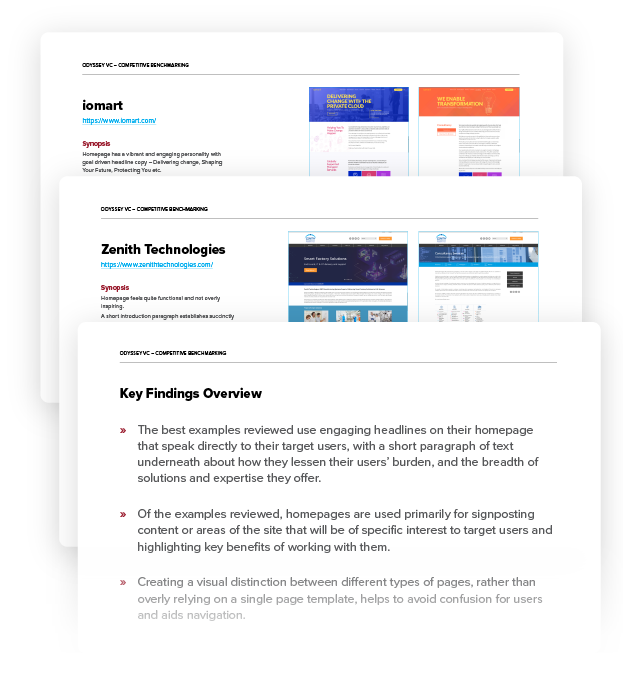 ODYSSEY VC – COMPETITIVE BENCHMARKING
iomart
https://www.iomart.com/
Synopsis
Homepage has a vibrant and engaging personality with
goal driven headline copy – Delivering change, Shaping
Your Future, Protecting You etc.
DELIVERING
CHANGE WITH THE
PRIVATE CLOUD
WE ENABLE
TRANSFORMATION
ODYSSEY VC – COMPETITIVE BENCHMARKING
Zenith Technologies
https://www.zenithtechnologies.com/
Synopsis
Homepage feels quite functional and not overly
inspiring.
A short introduction paragraph establishes succinctly
Smart Factory Solutions
ODYSSEY VC – COMPETITIVE BENCHMARKING
Key Findings Overview
» The best examples reviewed use engaging headlines on their homepage
that speak directly to their target users, with a short paragraph of text
underneath about how they lessen their users’ burden, and the breadth of
solutions and expertise they offer.
» Of the examples reviewed, homepages are used primarily for signposting
content or areas of the site that will be of specific interest to target users and
highlighting key benefits of working with them.
» Creating a visual distinction between different types of pages, rather than
overly relying on a single page template, helps to avoid confusion for users
and aids navigation.